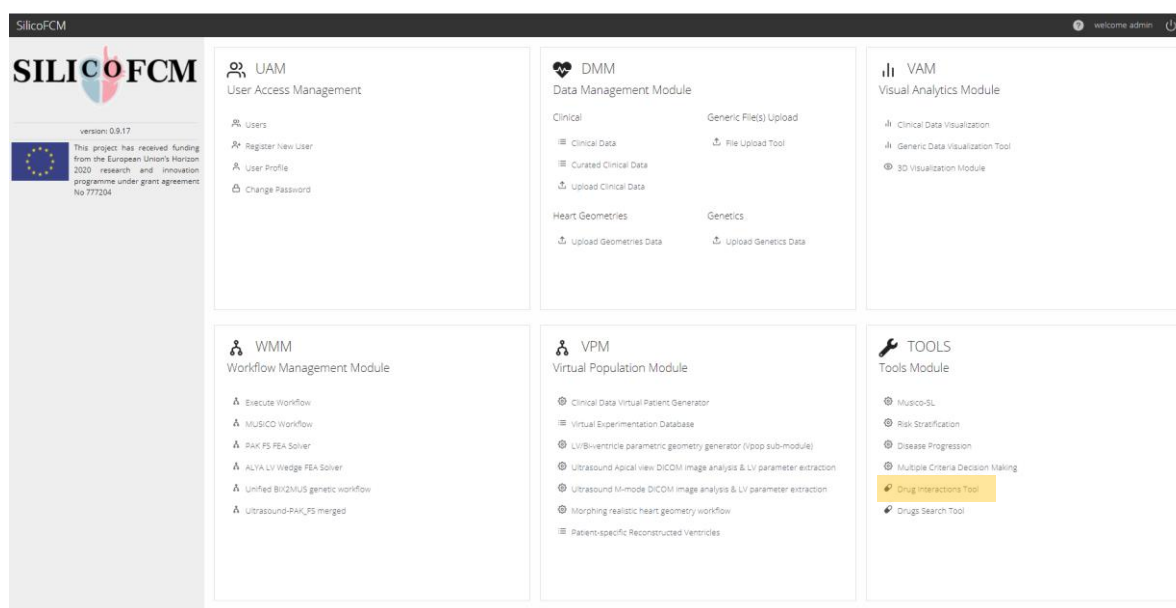 SilicoFCM
welcome admin
SILICOFCM
version: 0.9.17
This project has received funding
from the European Union's Horizon
2020 research and innovation
programme under grant agreement
No 777204
UAM
User Access Management
Users
Register New User
User Profile
Change Password
DMM
Data Management Module
Clinical
Clinical Data
Curated Clinical Data
Upload Clinical Data
Generic File(s) Upload
File Upload Tool
Heart Geometries
Upload Geometries Data
Genetics
Upload Genetics Data
VAM
Visual Analytics Module
Clinical Data Visualization
Generic Data Visualization Tool
3D Visualization Module
WMM
Workflow Management Module
Execute Workflow
MUSICO Workflow
PAK FS FEA Solver
ALYA LV Wedge FEA Solver
Unified BIX2MUS genetic workflow
Ultrasound-PAK_FS merged
VPM
Virtual Population Module
Clinical Data Virtual Patient Generator
Virtual Experimentation Database
LV/Bi-ventricle parametric geometry generator (Vpop sub-module)
Ultrasound Apical view DICOM image analysis & LV parameter extraction
Ultrasound M-mode DICOM image analysis & LV parameter extraction
Morphing realistic heart geometry workflow
Patient-specific Reconstructed Ventricles
TOOLS
Tools Module
Musico-SL
Risk Stratification
Disease Progression
Multiple Criteria Decision Making
Drug Interactions Tool
Drugs Search Tool